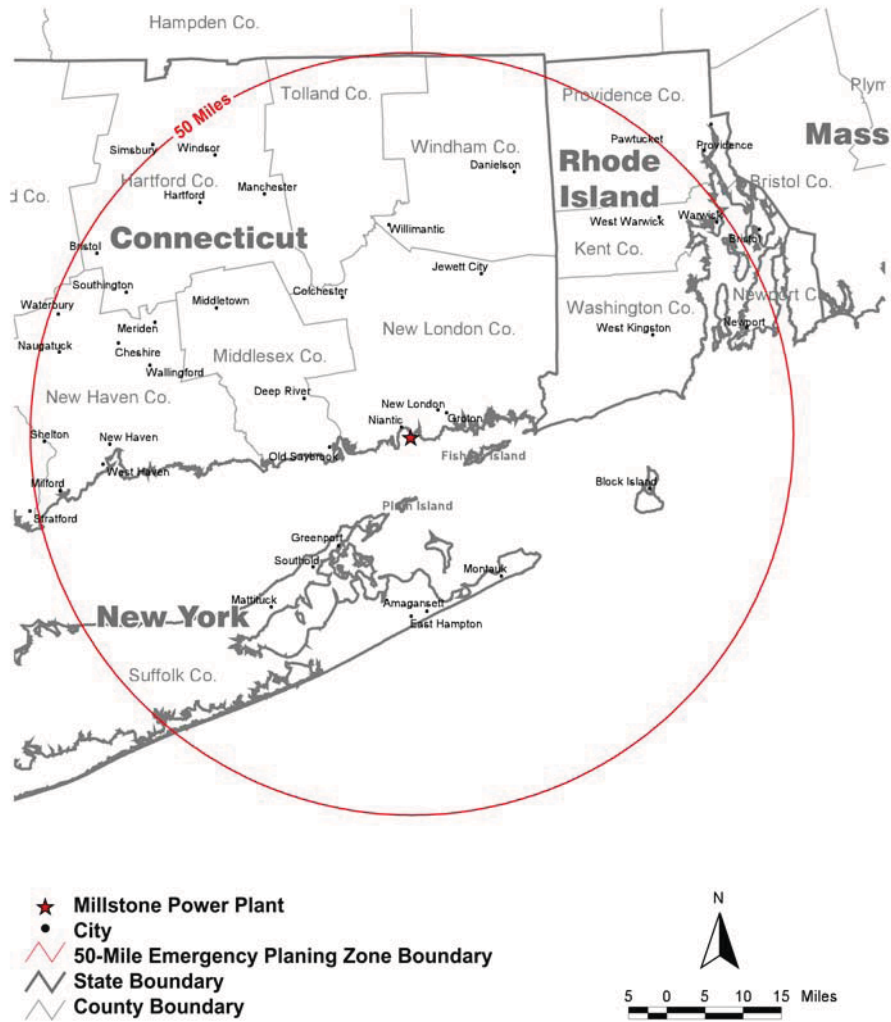 Hampden Co.
Tolland Co.
Providence Co.
Plym
50 Miles
Simsbury
Windsor
Windham Co.
Pawtucket
Providence
Mass
Danielson
Rhode
Island
Hartford Co.
Bristol Co.
d Co.
Hartford
Manchester
West Warwick
Warwick
Connecticut
Willimantic
Bristol
Bristol
Kent Co.
Jewett City
Southington
Colchester
Newport C
Waterbury
Middletown
Washington Co.
Meriden
New London Co.
West Kingston
Newport
Naugatuck
Cheshire
Middlesex Co.
Wallingford
Deep River
New Haven Co.
New London
Groton
Niantic
Shelton
New Haven
Old Saybrook
Fishers Island
West Haven
Milford
Block Island
Stratford
Plum Island
Greenport
Southold
Montauk
Mattituck
New York
Amagansett
East Hampton
Suffolk Co.
Millstone Power Plant
City
50-Mile Emergency Planing Zone Boundary
State Boundary
County Boundary
N
5 0 5 10 15 Miles